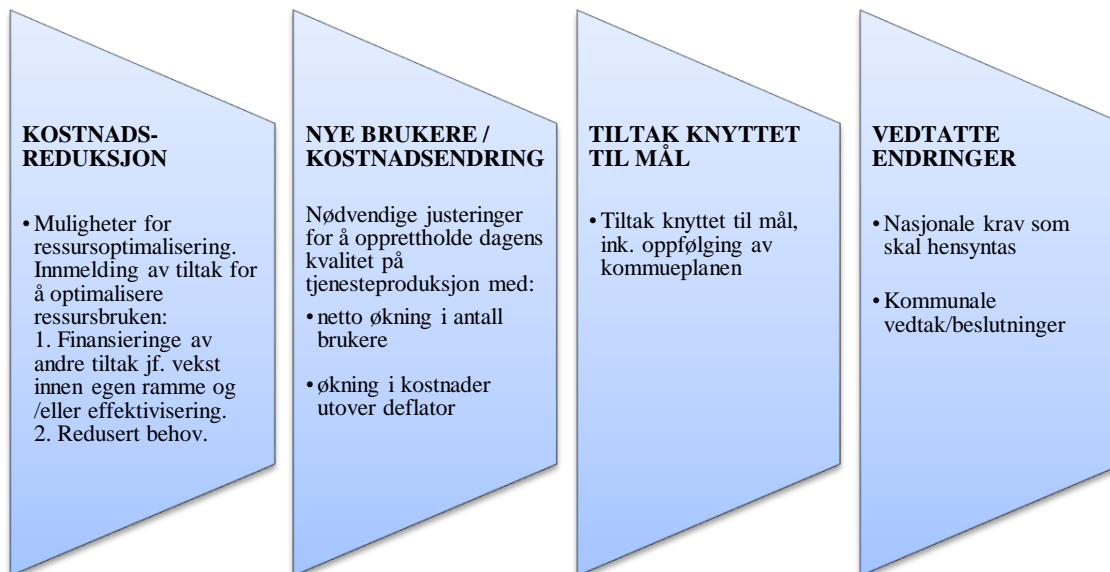 KOSTNADS-
REDUKSJON
• Muligheter for
ressursoptimalisering.
Innmelding av tiltak for
å optimalisere
ressursbruken:
1. Finansieringe av
andre tiltak jf. vekst
innen egen ramme og
/eller effektivisering.
2. Redusert behov.
NYE BRUKERE /
KOSTNADSENDRING
Nødvendige justeringer
for å opprettholde dagens
kvalitet på
tjenesteproduksjon med:
• netto økning i antall
brukere
• økning i kostnader
utover deflator
TILTAK KNYTTET
TIL MÅL
• Tiltak knyttet til mål,
ink. oppfølging av
kommueplanen
VEDTATTE
ENDRINGER
• Nasjonale krav som
skal hensyntas
• Kommunale
vedtak/beslutninger